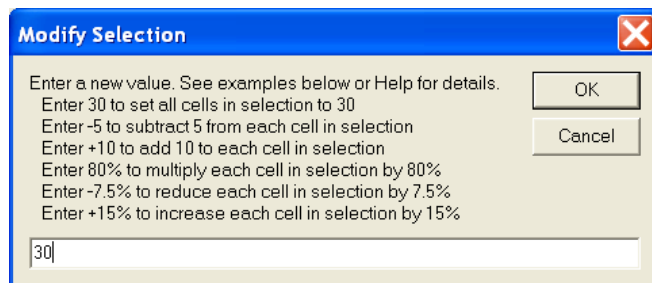 Modify Selection
Enter a new value. See examples below or Help for details.
OK
Enter 30 to set all cells in selection to 30
Enter -5 to subtract 5 from each cell in selection
Enter +10 to add 10 to each cell in selection
Cancel
Enter 80% to multiply each cell in selection by 80%
Enter -7.5% to reduce each cell in selection by 7.5%
Enter +15% to increase each cell in selection by 15%
30